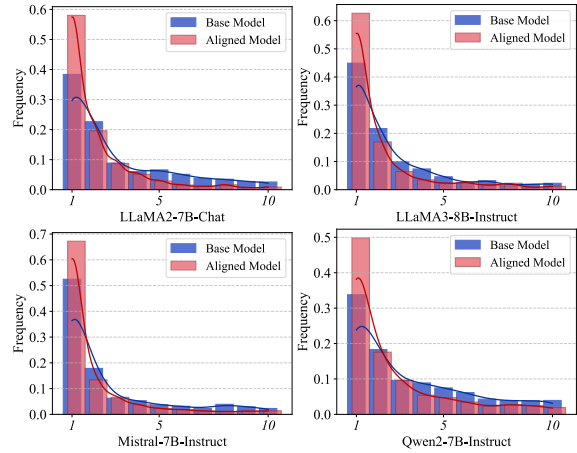 0.6
0.5
0.4
0.3
0.2
0.1
0.0
Frequency
Base Model
Aligned Model
1
5
10
LLaMA2-7B-Chat
0.6
0.5
0.4
0.3
0.2
0.1
0.0
Frequency
Base Model
Aligned Model
1
5
10
LLaMA3-8B-Instruct
0.7
0.6
0.5
0.4
0.3
0.2
0.1
0.0
Frequency
Base Model
Aligned Model
1
5
10
Mistral-7B-Instruct
0.5
0.4
0.3
0.2
0.1
0.0
Frequency
Base Model
Aligned Model
1
5
10
Qwen2-7B-Instruct